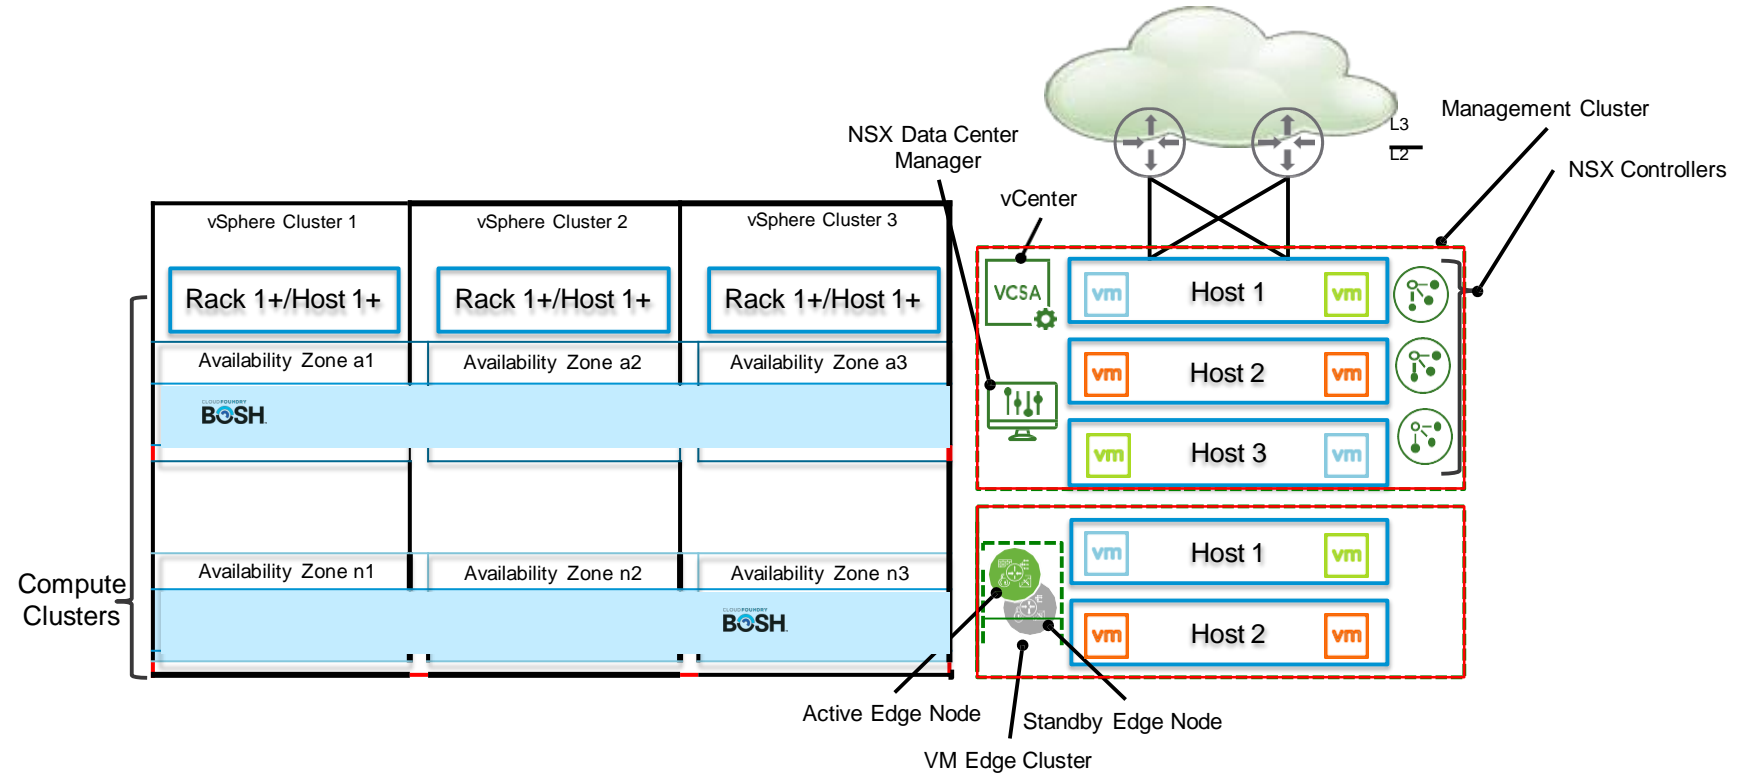 L3
L2
Management Cluster
NSX Data Center
Manager
NSX Controllers
vCenter
vSphere Cluster 1
vSphere Cluster 2
vSphere Cluster 3
Rack 1+/Host 1+
Rack 1+/Host 1+
Rack 1+/Host 1+
VCSA
vm
Host 1
vm
Availability Zone a1
Availability Zone a2
Availability Zone a3
vm
Host 2
vm
CLOUDFOUNDRY
BOSH
vm
Host 3
vm
Availability Zone n1
Availability Zone n2
Availability Zone n3
vm
Host 1
vm
Compute
Clusters
CLOUDFOUNDRY
BOSH
vm
Host 2
vm
Active Edge Node
Standby Edge Node
VM Edge Cluster